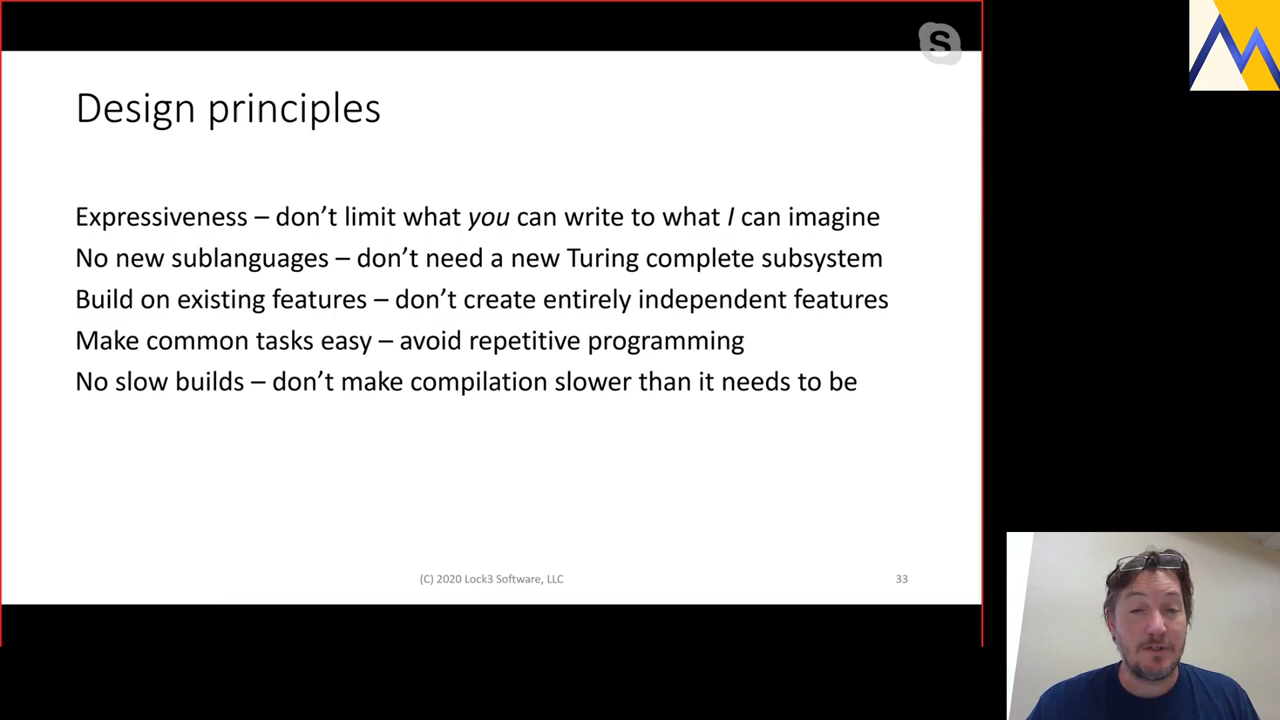 S
Design principles
Expressiveness – don’t limit what you can write to what I can imagine
No new sublanguages – don’t need a new Turing complete subsystem
Build on existing features – don’t create entirely independent features
Make common tasks easy – avoid repetitive programming
No slow builds – don’t make compilation slower than it needs to be
(C) 2020 Lock3 Software, LLC
33